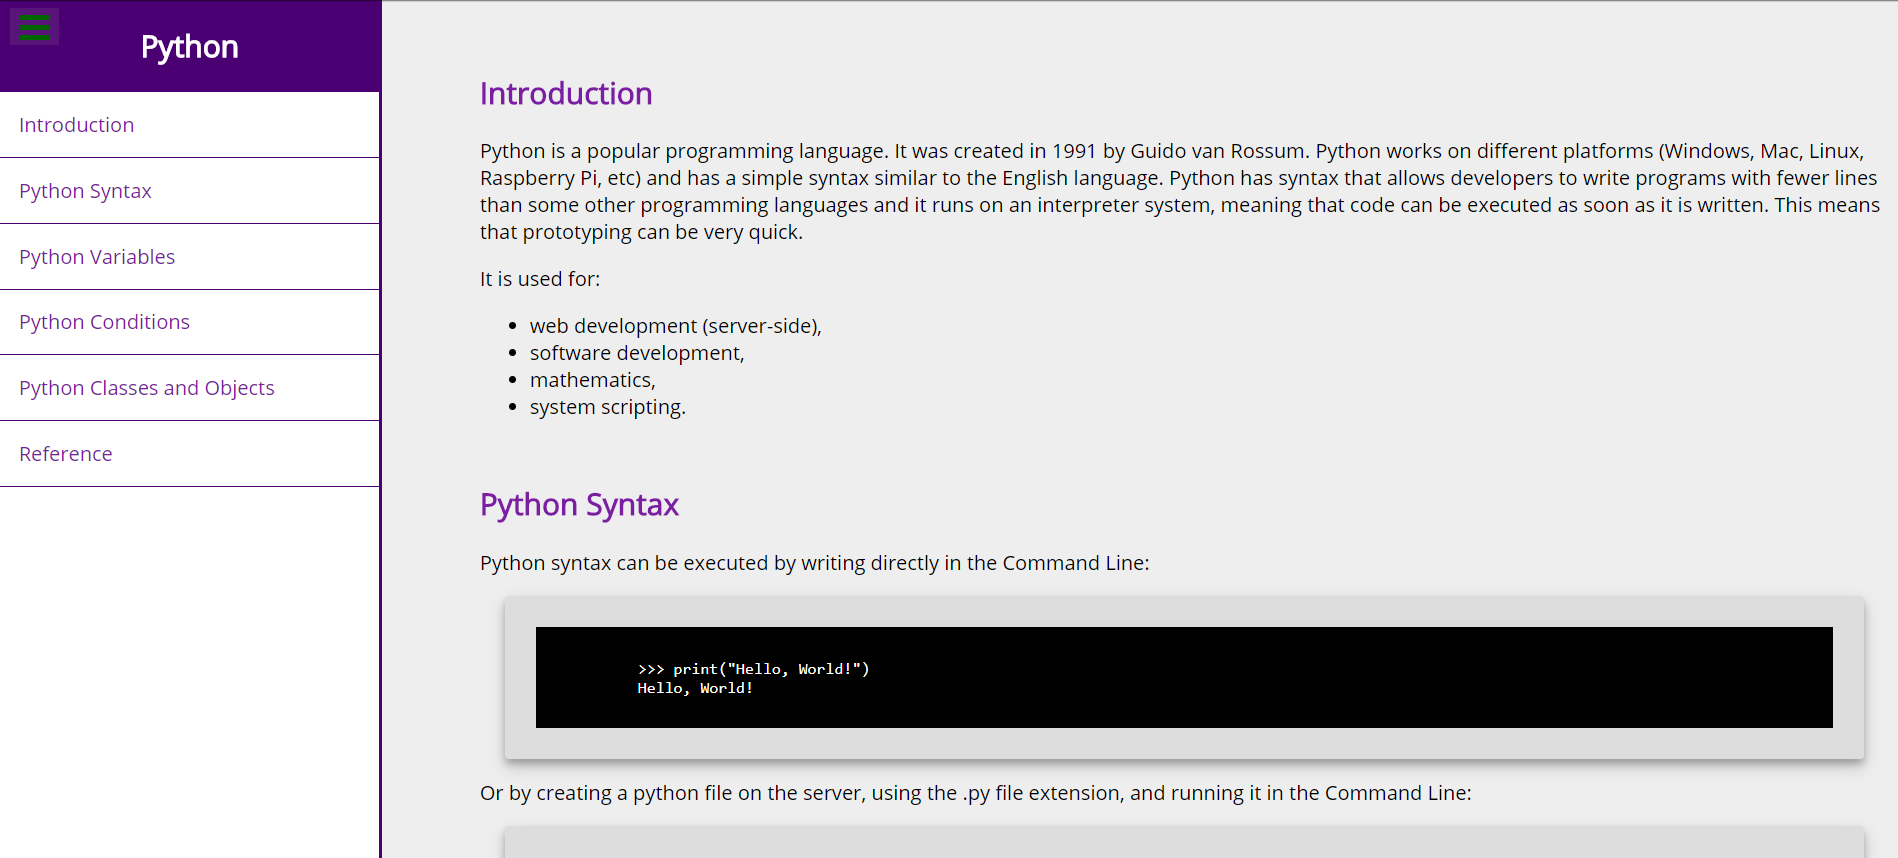 Python
Introduction
Python Syntax
Python Variables
Python Conditions
Python Classes and Objects
Reference
Introduction
Python is a popular programming language. It was created in 1991 by Guido van Rossum. Python works on different platforms (Windows, Mac, Linux,
Raspberry Pi, etc) and has a simple syntax similar to the English language. Python has syntax that allows developers to write programs with fewer lines
than some other programming languages and it runs on an interpreter system, meaning that code can be executed as soon as it is written. This means
that prototyping can be very quick.
It is used for:
• web development (server-side),
• software development,
• mathematics,
• system scripting.
Python Syntax
Python syntax can be executed by writing directly in the Command Line:
>>> print("Hello, World!")
Hello, World!
Or by creating a python file on the server, using the .py file extension, and running it in the Command Line: